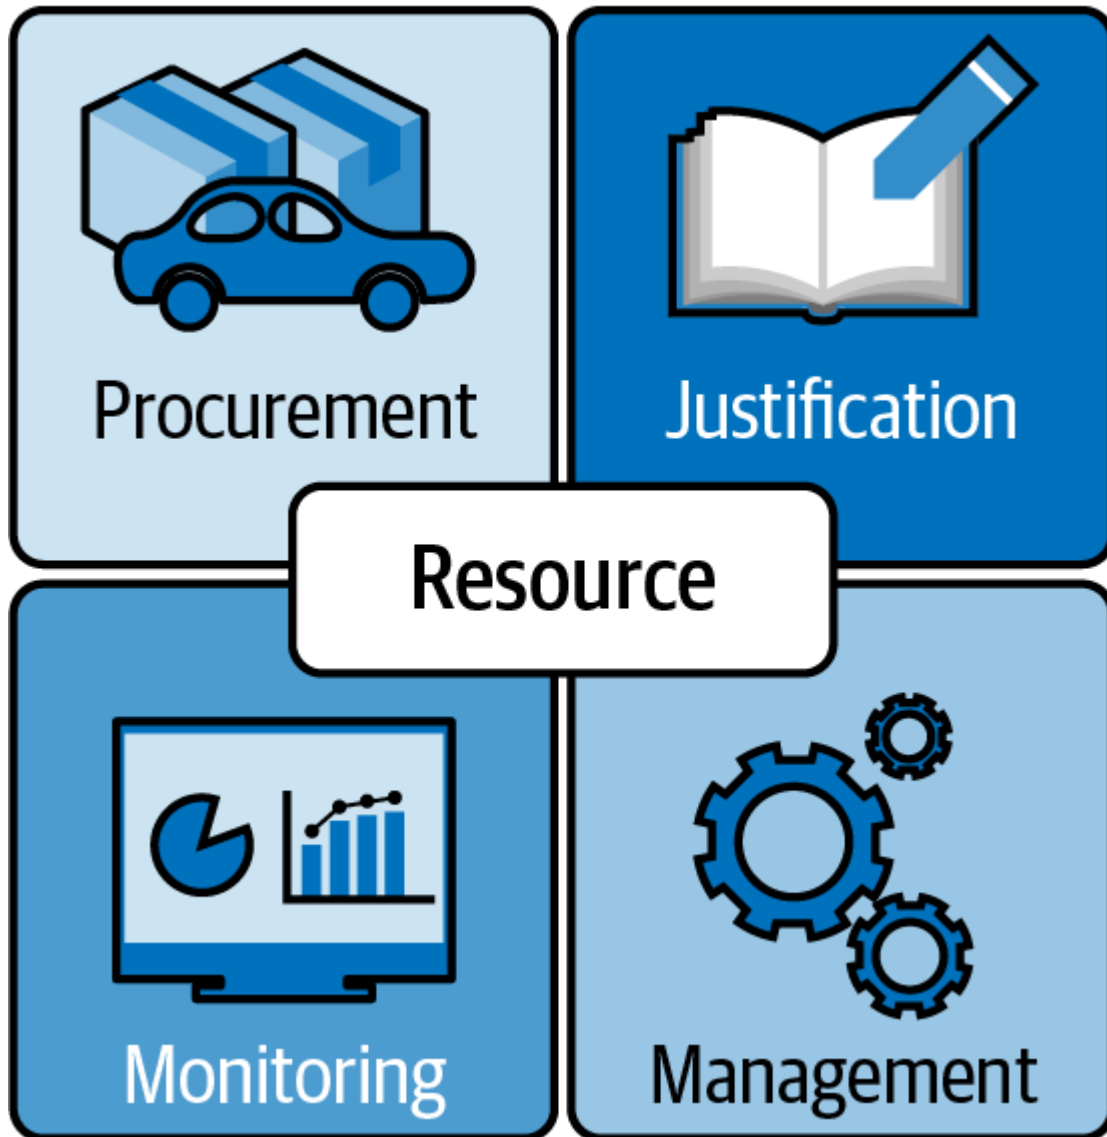 Procurement
Justification
Resource
Monitoring
Management